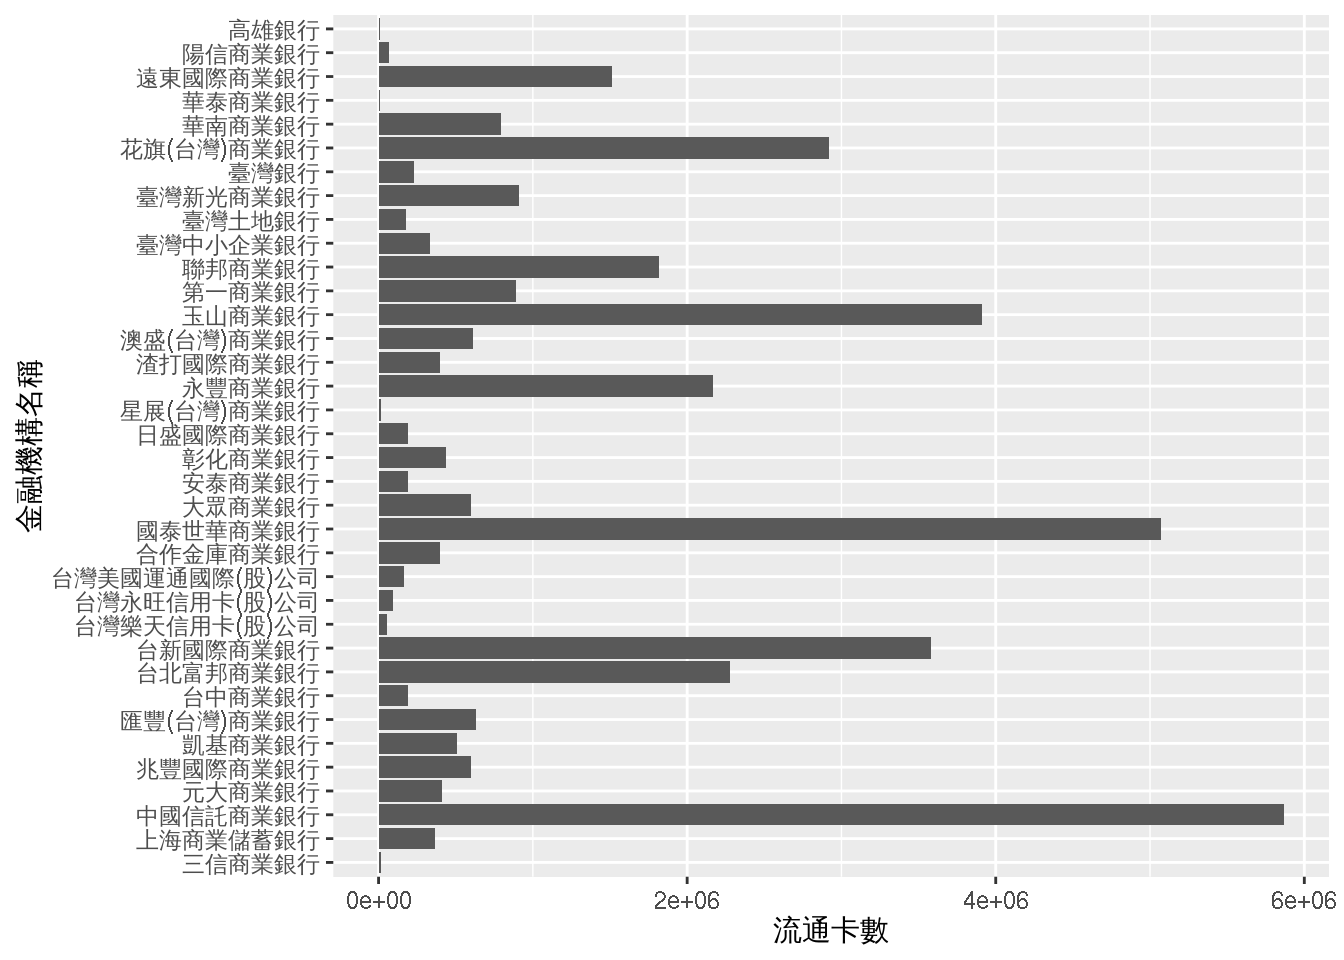 高雄銀行
陽信商業銀行
遠東國際商業銀行
華泰商業銀行
華南商業銀行
花旗(台灣)商業銀行
臺灣銀行
臺灣新光商業銀行
臺灣土地銀行
臺灣中小企業銀行
聯邦商業銀行
第一商業銀行
玉山商業銀行
澳盛(台灣)商業銀行
渣打國際商業銀行
永豐商業銀行
星展(台灣)商業銀行
日盛國際商業銀行
彰化商業銀行
安泰商業銀行
大眾商業銀行
國泰世華商業銀行
合作金庫商業銀行
台灣美國運通國際(股)公司
台灣永旺信用卡(股)公司
台灣樂天信用卡(股)公司
台新國際商業銀行
台北富邦商業銀行
台中商業銀行
匯豐(台灣)商業銀行
凱基商業銀行
兆豐國際商業銀行
元大商業銀行
中國信託商業銀行
上海商業儲蓄銀行
三信商業銀行
金融機構名稱
0e+00 2e+06 4e+06 6e+06
流通卡數